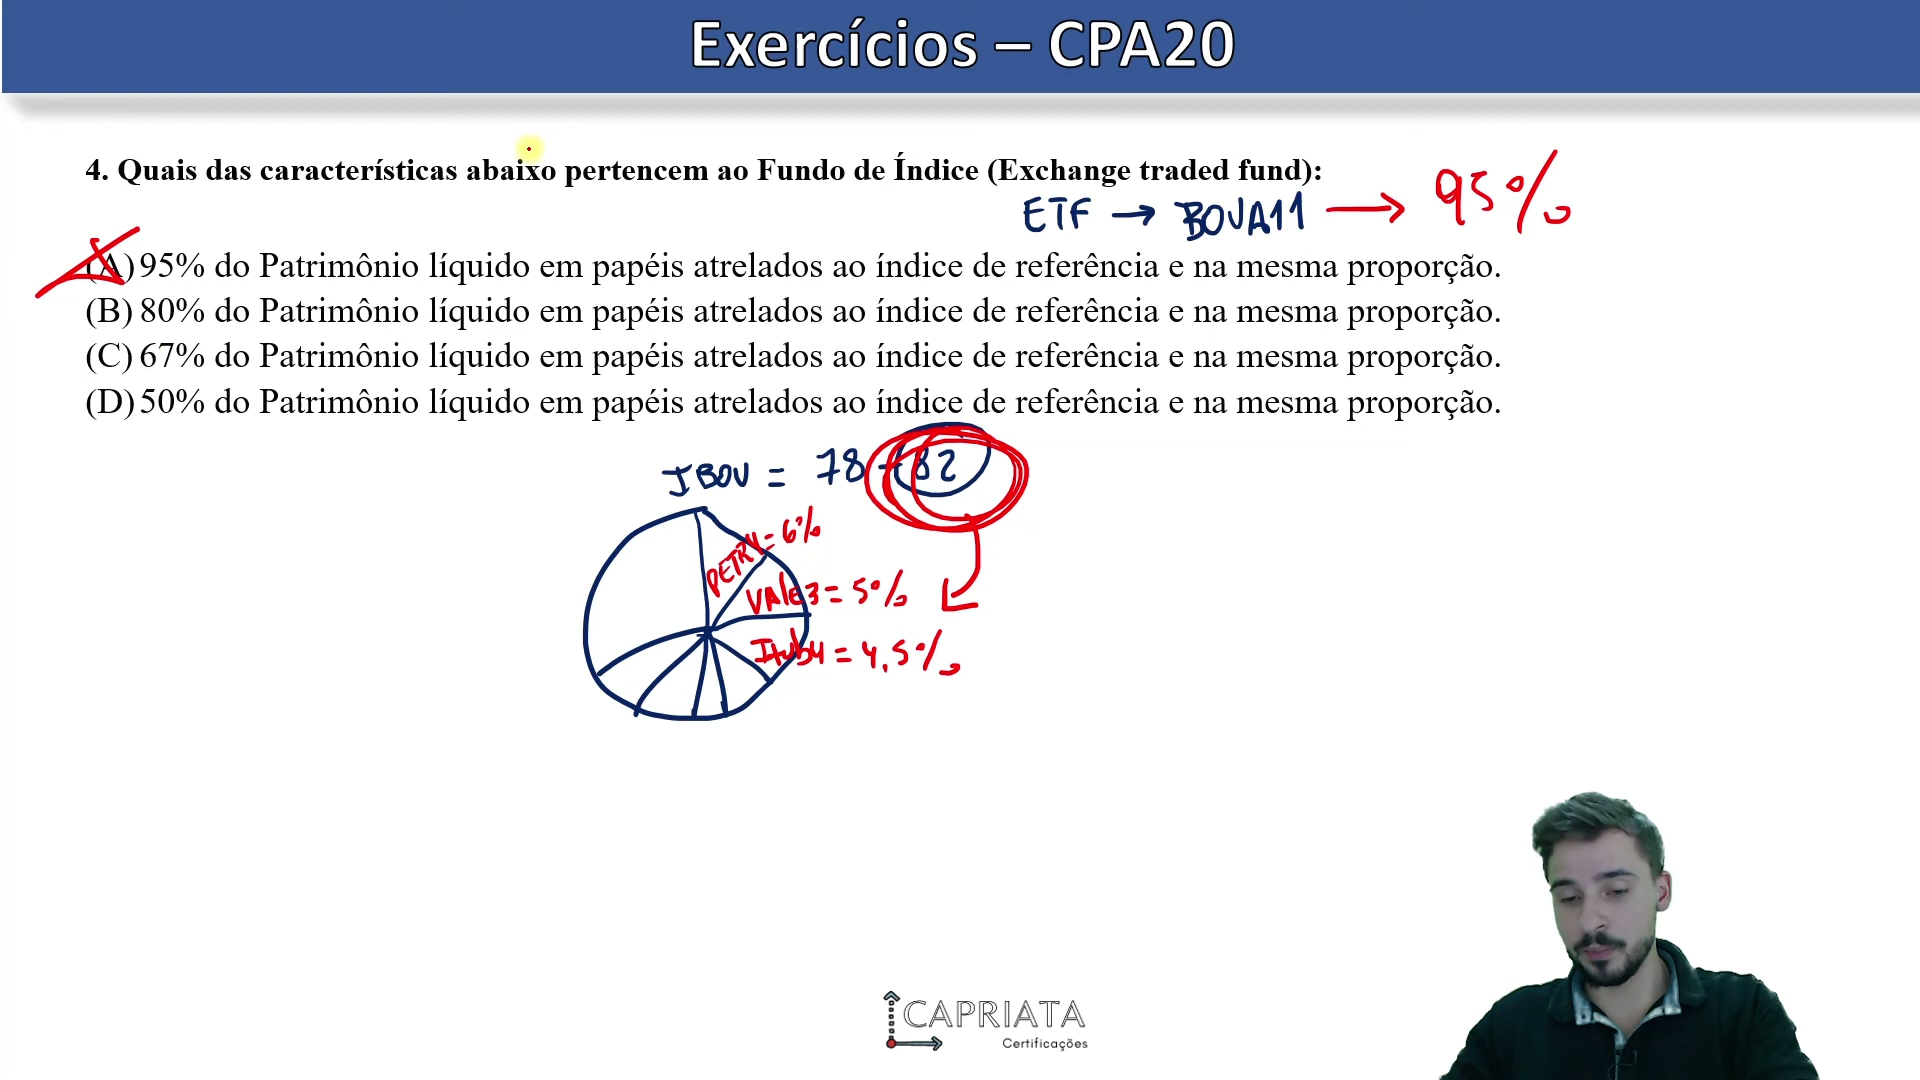 Exercícios – CPA20
4. Quais das características abaixo pertencem ao Fundo de Índice (Exchange traded fund):
ETF → BOVA11 → 95%
(A) 95% do Patrimônio líquido em papéis atrelados ao índice de referência e na mesma proporção.
(B) 80% do Patrimônio líquido em papéis atrelados ao índice de referência e na mesma proporção.
(C) 67% do Patrimônio líquido em papéis atrelados ao índice de referência e na mesma proporção.
(D) 50% do Patrimônio líquido em papéis atrelados ao índice de referência e na mesma proporção.
IBOV = 78 - 82
PETR4 = 6%
VAle3 = 5%
Itub4 = 4,5%
CAPRIATA
Certificações